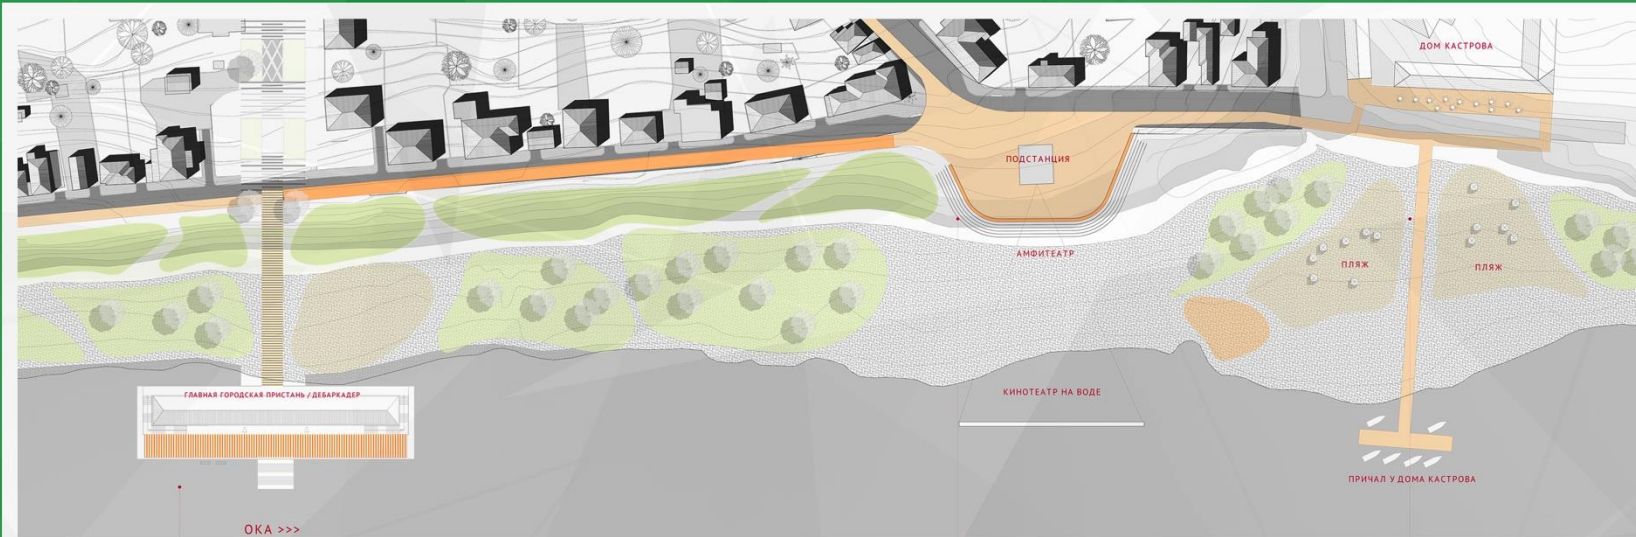 ДОМ КАСТРОВА
ПОДСТАНЦИЯ
АМФИТЕАТР
ПЛЯЖ
ПЛЯЖ
ГЛАВНАЯ ГОРОДСКАЯ ПРИСТАНЬ / ДЕБАРКАДЕР
КИНОТЕАТР НА ВОДЕ
ПРИЧАЛ У ДОМА КАСТРОВА
ОКА >>>